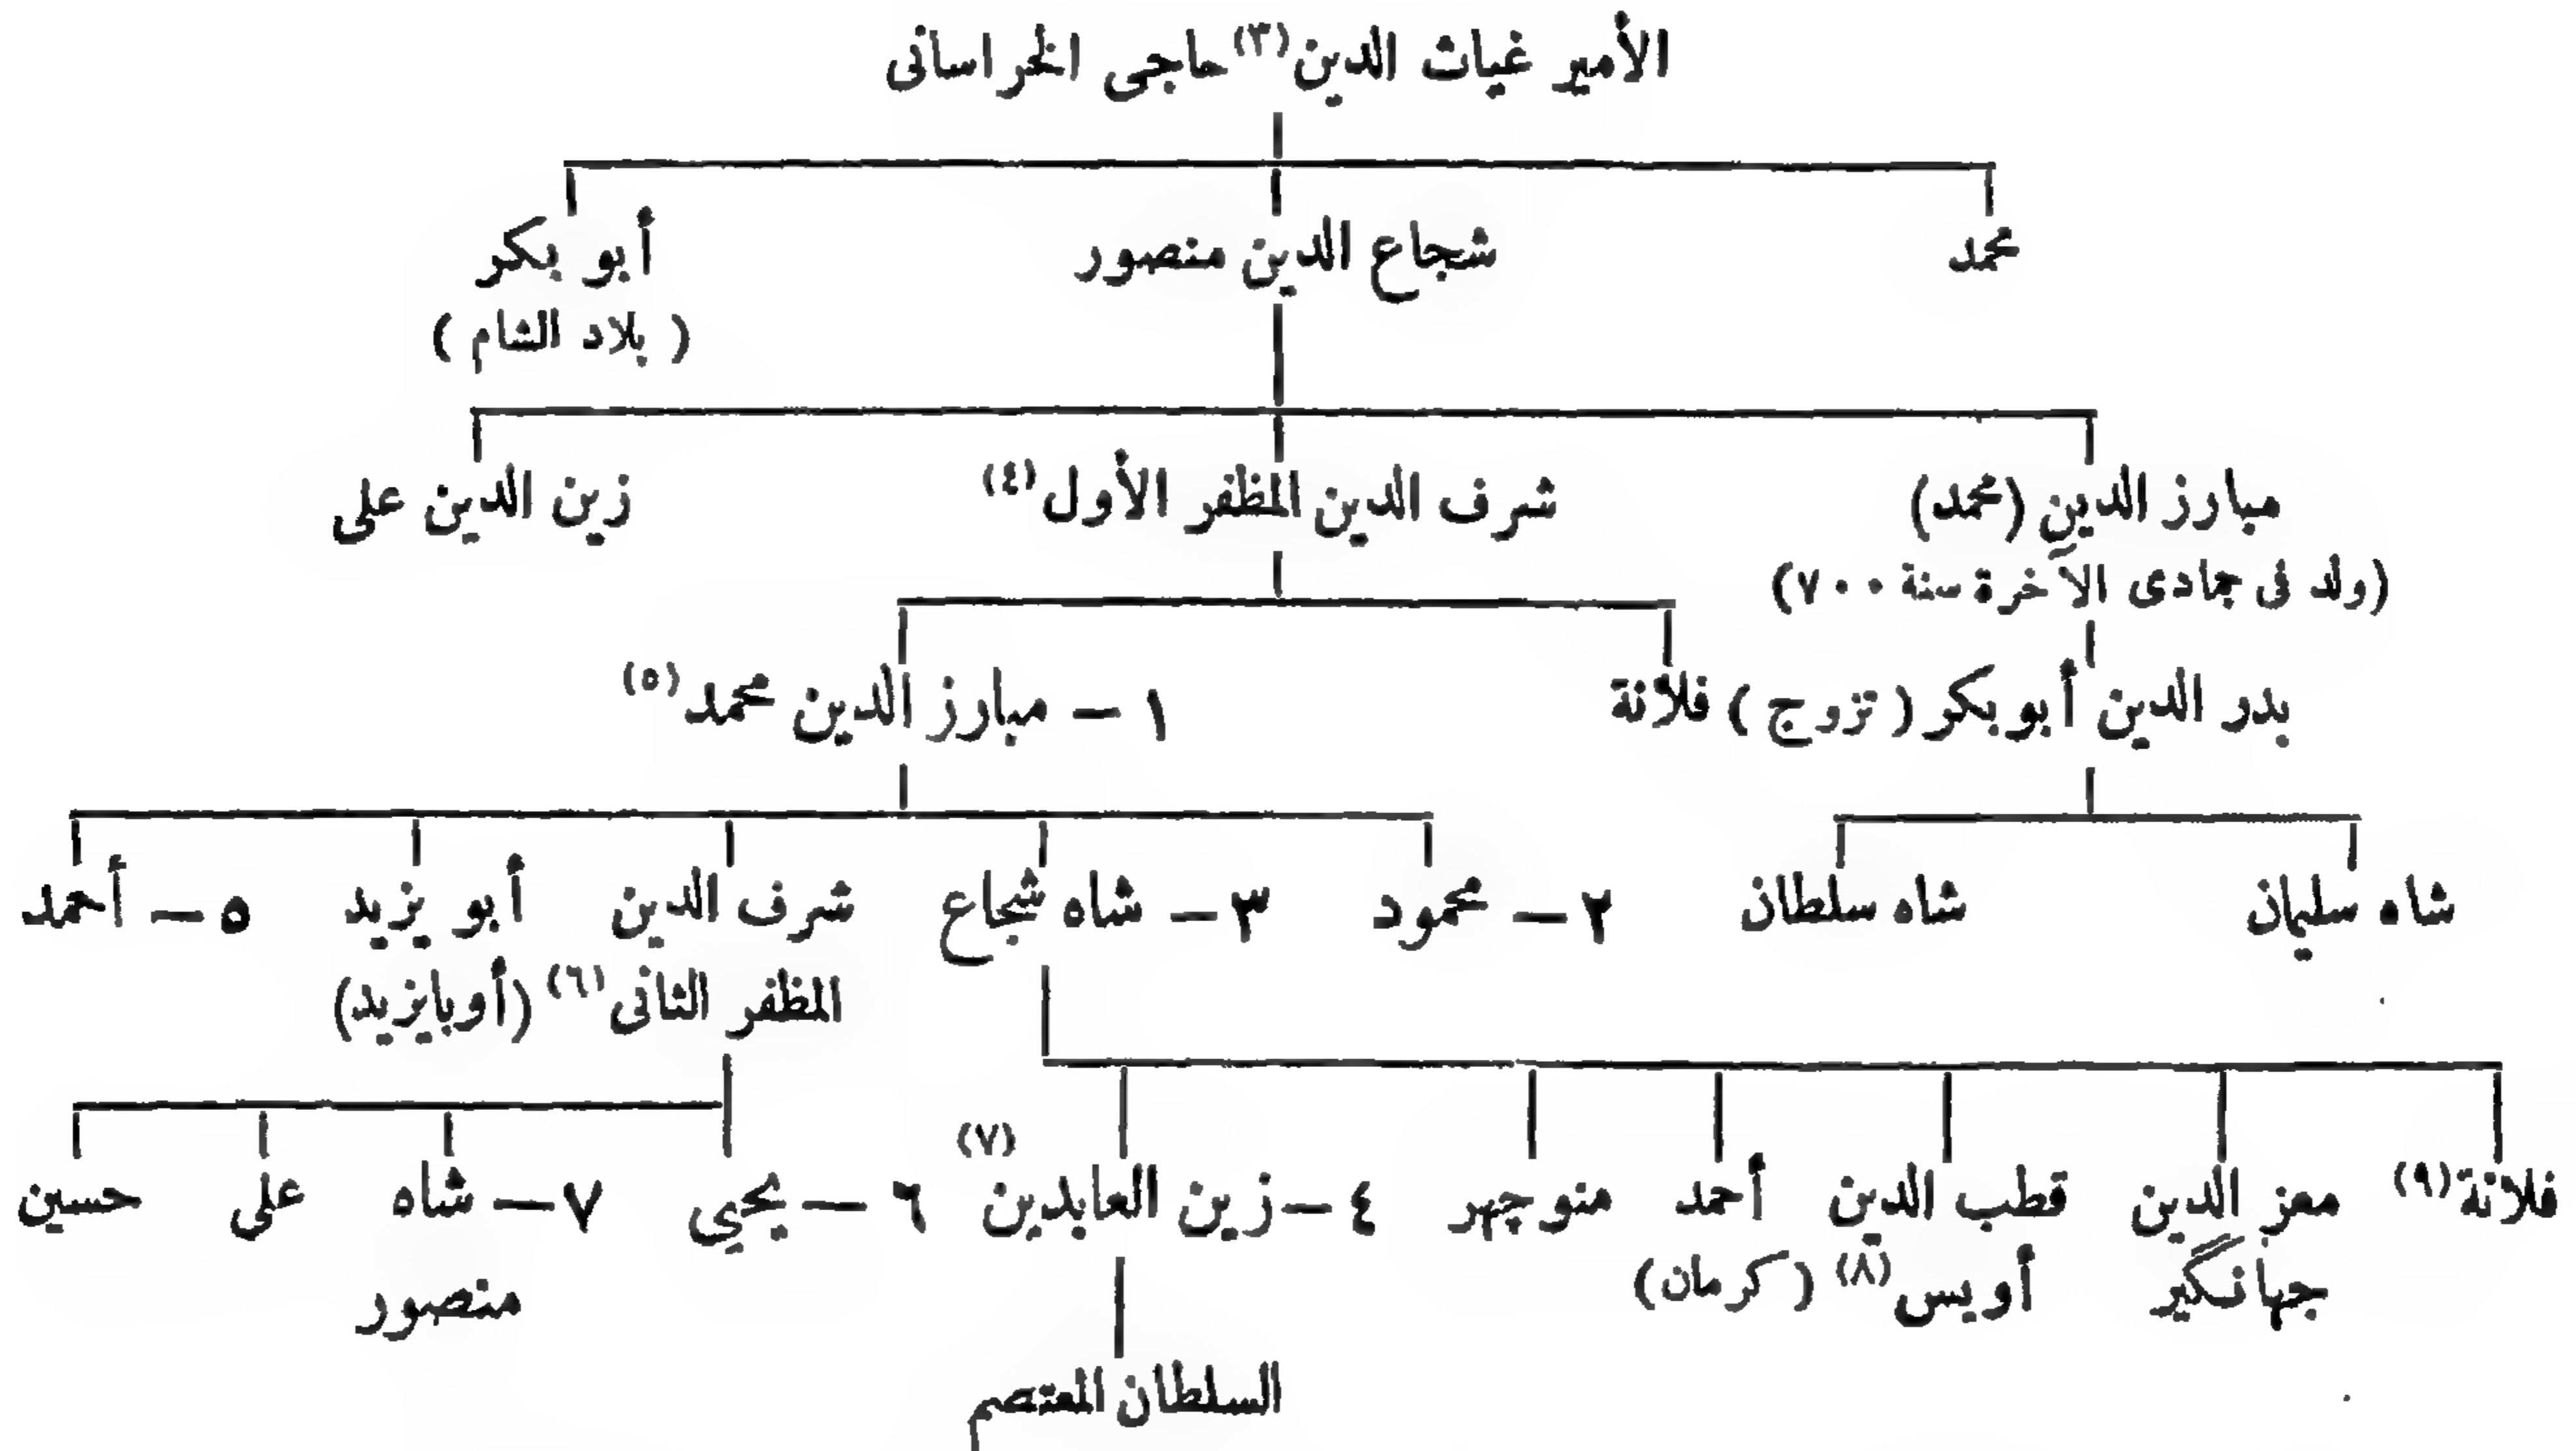 الأمير غياث الدين (٣) حاجى الخراسانى
محمد شجاع الدين منصور أبو بكر
( بلاد الشام )
مبارز الدين (محمد) شرف الدين المظفر الأول (٤) زين الدين على
(ولد فى جمادى الآخرة سنة ٧٠٠)
بدر الدين أبو بكر ( تزوج ) فلانة ١ – مبارز الدين محمد (٥)
شاه سليمان شاه سلطان ٢ – محمود ٣ – شاه شجاع شرف الدين أبو يزيد ٥ – أحمد
المظفر الثانى (٦) (أو بايزيد)
فلانة (٩) معز الدين قطب الدين أحمد منوچهر ٤ – زين العابدين (٧) ٦ – يحيي ٧ – شاه على حسين
جهانگير أويس (٨) (كرمان) منصور
السلطان المعتصم